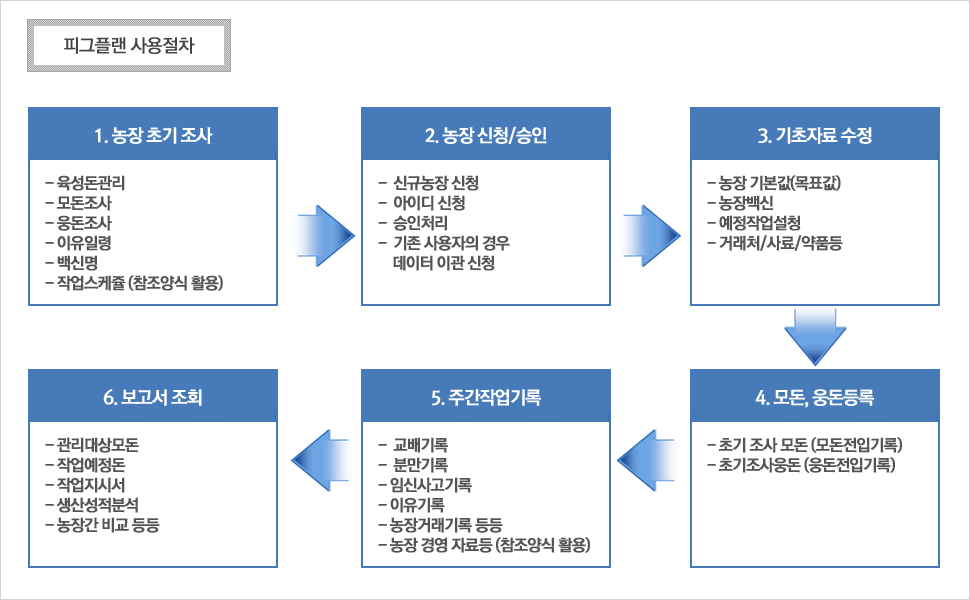 피그플랜 사용절차
1. 농장 초기 조사
- 육성돈관리
- 모돈조사
- 웅돈조사
- 이유일령
- 백신명
- 작업스케쥴 (참조양식 활용)
2. 농장 신청/승인
- 신규농장 신청
- 아이디 신청
- 승인처리
- 기존 사용자의 경우
데이터 이관 신청
3. 기초자료 수정
- 농장 기본값(목표값)
- 농장백신
- 예정작업설청
- 거래처/사료/약품등
4. 모돈, 웅돈등록
- 초기 조사 모돈 (모돈전입기록)
- 초기조사웅돈 (웅돈전입기록)
5. 주간작업기록
- 교배기록
- 분만기록
- 임신사고기록
- 이유기록
- 농장거래기록 등등
- 농장 경영 자료등 (참조양식 활용)
6. 보고서 조회
- 관리대상모돈
- 작업예정돈
- 작업지시서
- 생산성적분석
- 농장간 비교 등등